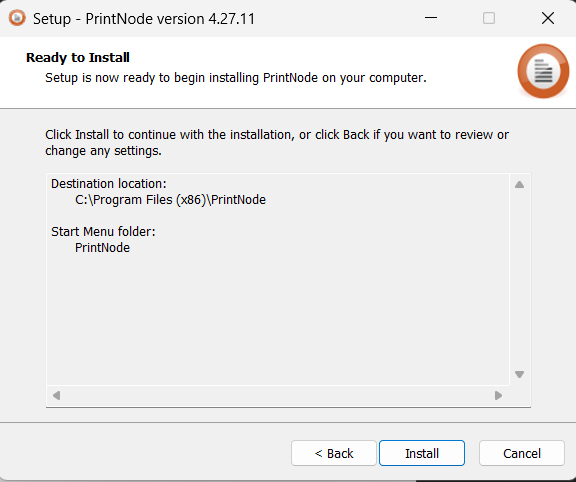 Setup - PrintNode version 4.27.11
Ready to Install
Setup is now ready to begin installing PrintNode on your computer.
Click Install to continue with the installation, or click Back if you want to review or
change any settings.
Destination location:
C:\Program Files (x86)\PrintNode
Start Menu folder:
PrintNode
< Back
Install
Cancel